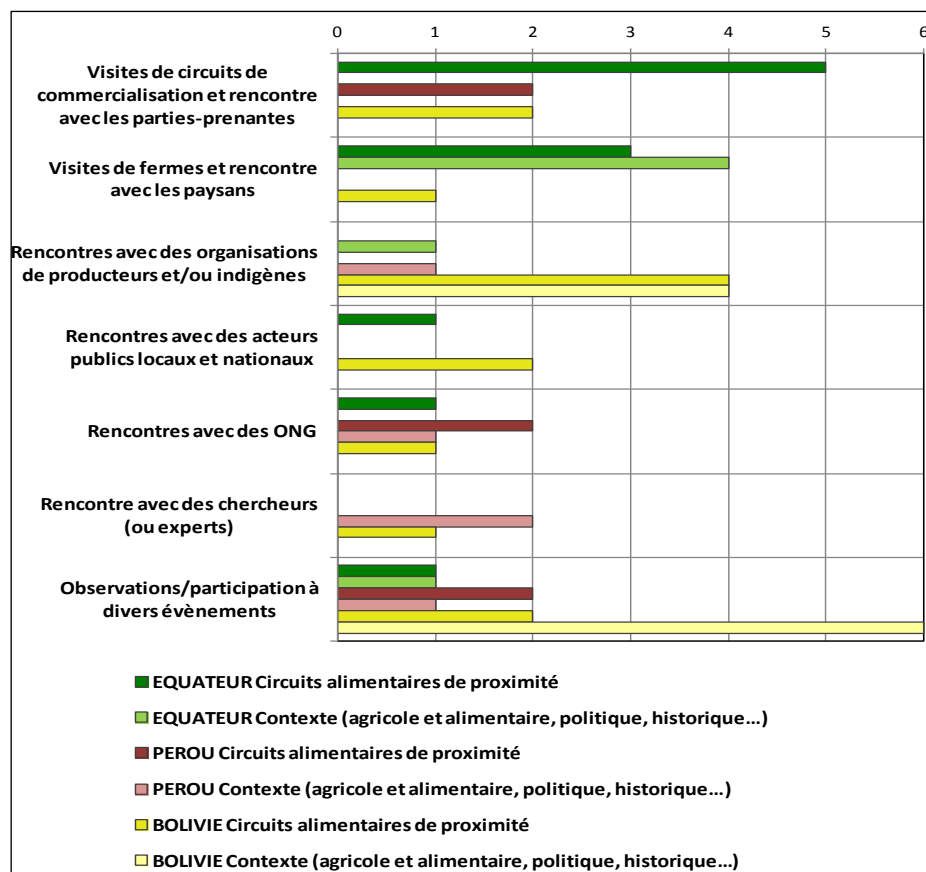 0 1 2 3 4 5 6
Visites de circuits de
commercialisation et rencontre
avec les parties-prenantes
Visites de fermes et rencontre
avec les paysans
Rencontres avec des organisations
de producteurs et/ou indigènes
Rencontres avec des acteurs
publics locaux et nationaux
Rencontres avec des ONG
Rencontre avec des chercheurs
(ou experts)
Observations/participation à
divers évènements
EQUATEUR Circuits alimentaires de proximité
EQUATEUR Contexte (agricole et alimentaire, politique, historique...)
PEROU Circuits alimentaires de proximité
PEROU Contexte (agricole et alimentaire, politique, historique...)
BOLIVIE Circuits alimentaires de proximité
BOLIVIE Contexte (agricole et alimentaire, politique, historique...)